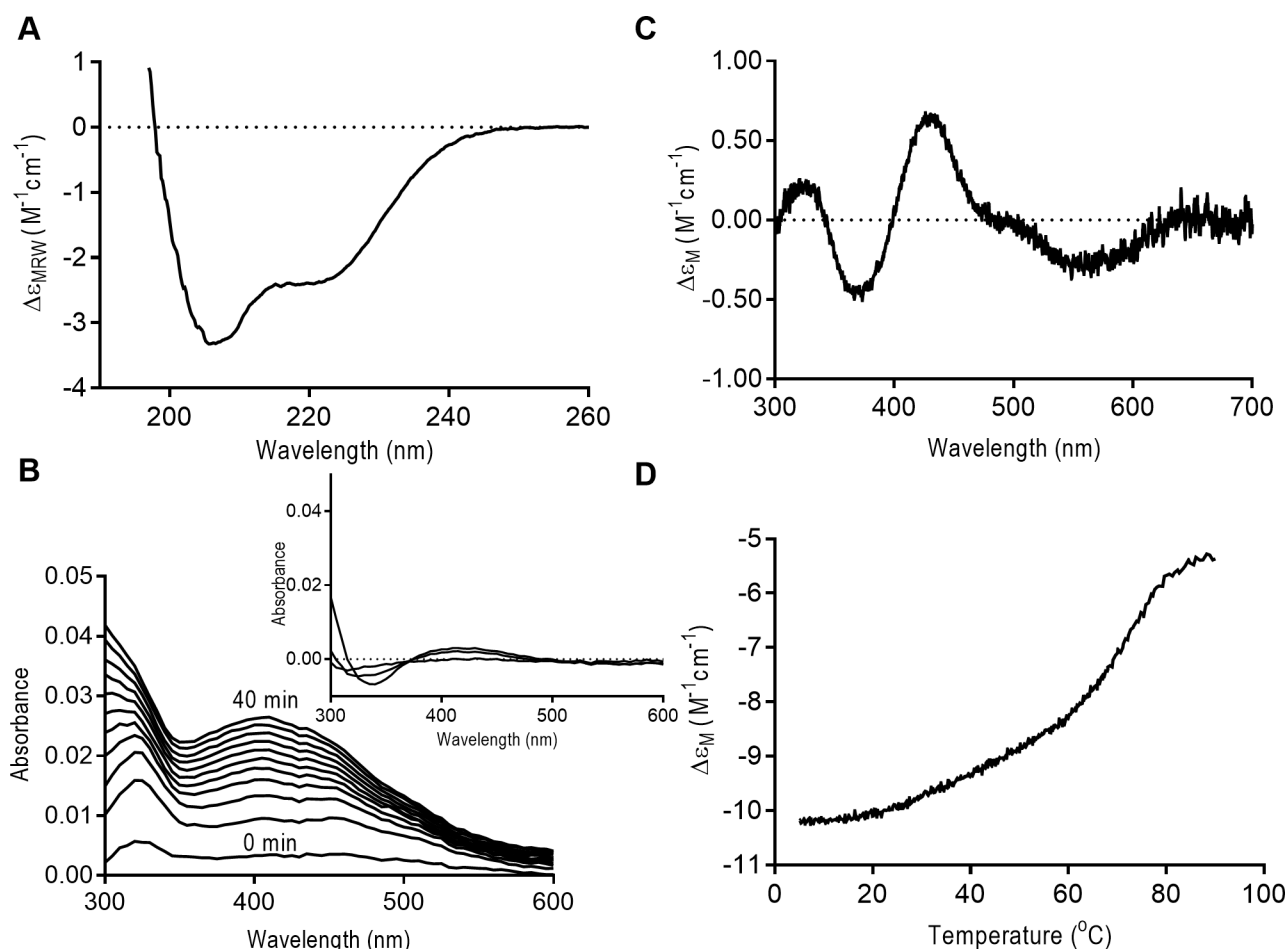 A
1
0
-1
-2
-3
-4
ΔεMRW (M-1cm-1)
200 220 240 260
Wavelength (nm)
C
1.00
0.50
0.00
-0.50
-1.00
ΔεM (M-1cm-1)
300 400 500 600 700
Wavelength (nm)
B
0.05
0.04
0.03
0.02
0.01
0.00
Absorbance
40 min
0 min
300 400 500 600
Wavelength (nm)
0.04
0.02
0.00
Absorbance
300 400 500 600
Wavelength (nm)
D
-5
-6
-7
-8
-9
-10
-11
ΔεM (M-1cm-1)
0 20 40 60 80 100
Temperature (oC)